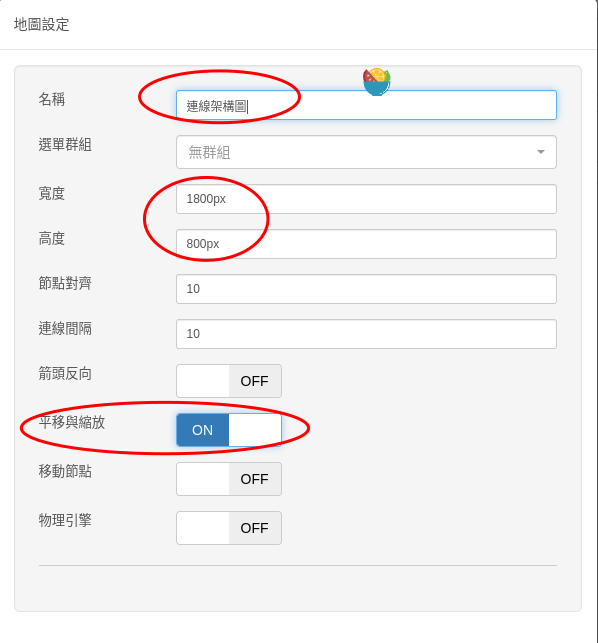 地圖設定
名稱 連線架構圖
選單群組 無群組
寬度 1800px
高度 800px
節點對齊 10
連線間隔 10
箭頭反向 OFF
平移與縮放 ON
移動節點 OFF
物理引擎 OFF